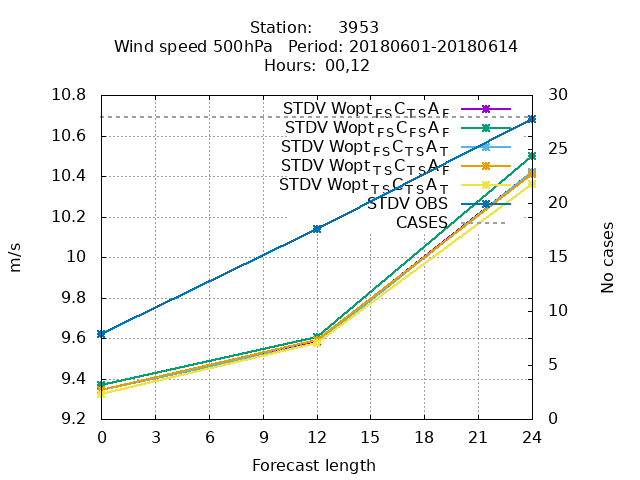 Station: 3953
Wind speed 500hPa Period: 20180601-20180614
Hours: 00,12
10.8
10.6
10.4
10.2
10
9.8
9.6
9.4
9.2
m/s
STDV Wopt_FS C_TS A_F
STDV Wopt_FS C_FS A_F
STDV Wopt_FS C_TS A_T
STDV Wopt_TS C_TS A_F
STDV Wopt_TS C_TS A_T
STDV OBS
CASES
30
25
20
15
10
5
0
No cases
0 3 6 9 12 15 18 21 24
Forecast length